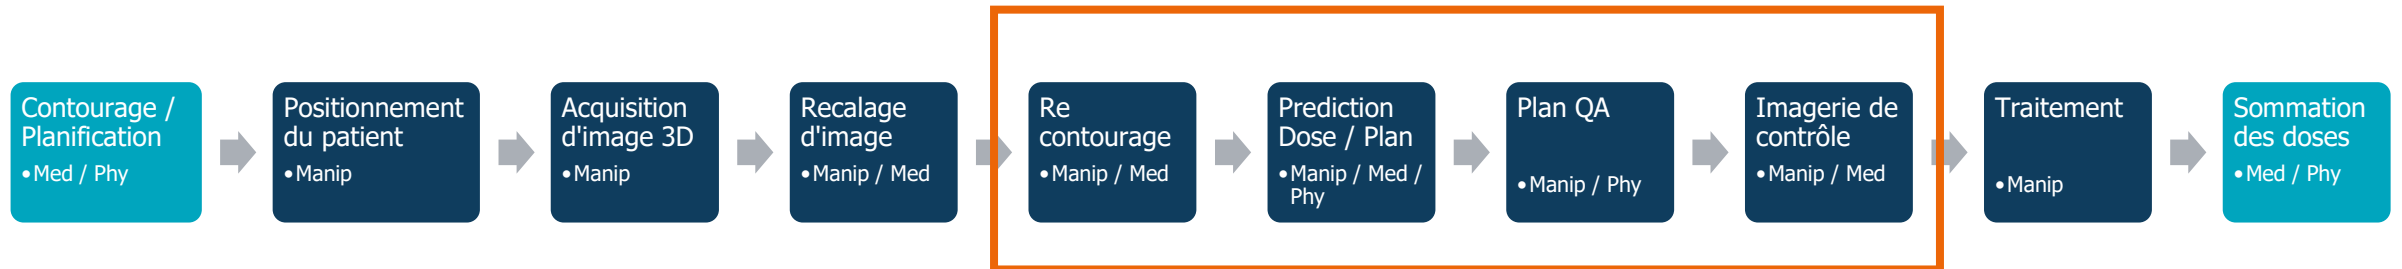 Contourage /
Planification
•Med / Phy
Positionnement
du patient
•Manip
Acquisition
d'image 3D
•Manip
Recalage
d'image
•Manip / Med
Re
contourage
•Manip / Med
Prediction
Dose / Plan
•Manip / Med /
Phy
Plan QA
•Manip / Phy
Imagerie de
contrôle
•Manip / Med
Traitement
•Manip
Sommation
des doses
•Med / Phy